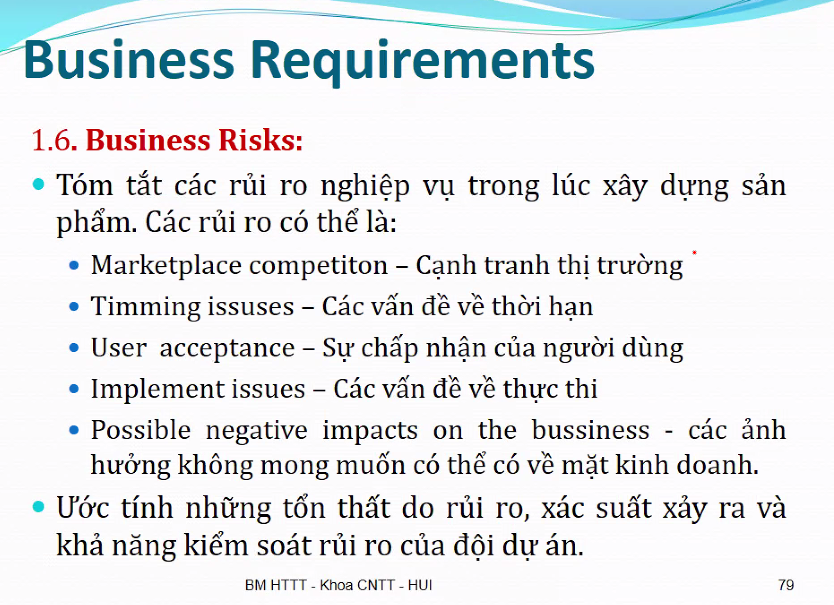 Business Requirements
1.6. Business Risks:
Tóm tắt các rủi ro nghiệp vụ trong lúc xây dựng sản
phẩm. Các rủi ro có thể là:
Marketplace competiton – Cạnh tranh thị trường
Timming issuses – Các vấn đề về thời hạn
User acceptance – Sự chấp nhận của người dùng
Implement issues – Các vấn đề về thực thi
Possible negative impacts on the bussiness - các ảnh
hưởng không mong muốn có thể có về mặt kinh doanh.
Ước tính những tổn thất do rủi ro, xác suất xảy ra và
khả năng kiểm soát rủi ro của đội dự án.
BM HTTT - Khoa CNTT - HUI 79